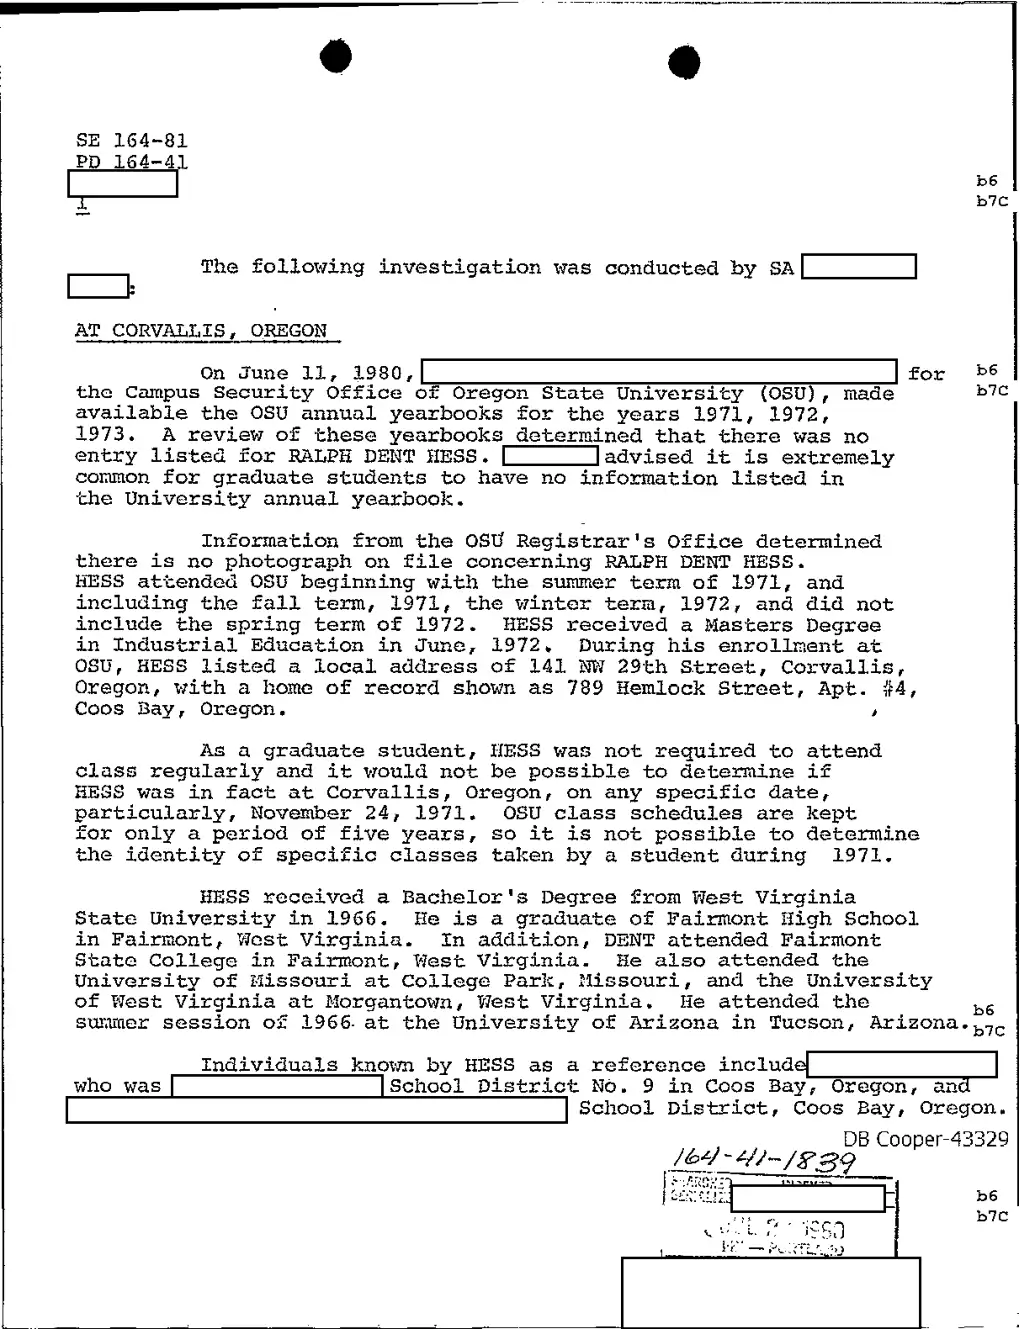 SE 164-81
PD 164-41
1
b6
b7C
The following investigation was conducted by SA
:
AT CORVALLIS, OREGON
On June 11, 1980, for
b6
b7C
the Campus Security Office of Oregon State University (OSU), made
available the OSU annual yearbooks for the years 1971, 1972,
1973. A review of these yearbooks determined that there was no
entry listed for RALPH DENT HESS. advised it is extremely
common for graduate students to have no information listed in
the University annual yearbook.
Information from the OSU Registrar's Office determined
there is no photograph on file concerning RALPH DENT HESS.
HESS attended OSU beginning with the summer term of 1971, and
including the fall term, 1971, the winter term, 1972, and did not
include the spring term of 1972. HESS received a Masters Degree
in Industrial Education in June, 1972. During his enrollment at
OSU, HESS listed a local address of 141 NW 29th Street, Corvallis,
Oregon, with a home of record shown as 789 Hemlock Street, Apt. #4,
Coos Bay, Oregon.
As a graduate student, HESS was not required to attend
class regularly and it would not be possible to determine if
HESS was in fact at Corvallis, Oregon, on any specific date,
particularly, November 24, 1971. OSU class schedules are kept
for only a period of five years, so it is not possible to determine
the identity of specific classes taken by a student during 1971.
HESS received a Bachelor's Degree from West Virginia
State University in 1966. He is a graduate of Fairmont High School
in Fairmont, West Virginia. In addition, DENT attended Fairmont
State College in Fairmont, West Virginia. He also attended the
University of Missouri at College Park, Missouri, and the University
of West Virginia at Morgantown, West Virginia. He attended the
summer session of 1966 at the University of Arizona in Tucson, Arizona.
b6
b7C
Individuals known by HESS as a reference include
who was School District No. 9 in Coos Bay, Oregon, and
School District, Coos Bay, Oregon.
DB Cooper-43329
164-41-1839
b6
b7C
1980
PORTLAND